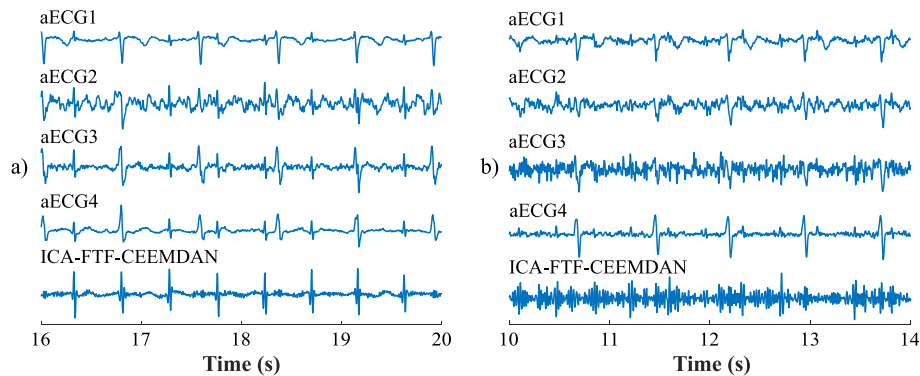 a)
aECG1
aECG2
aECG3
aECG4
ICA-FTF-CEEMDAN
16 17 18 19 20
Time (s)
b)
aECG1
aECG2
aECG3
aECG4
ICA-FTF-CEEMDAN
10 11 12 13 14
Time (s)